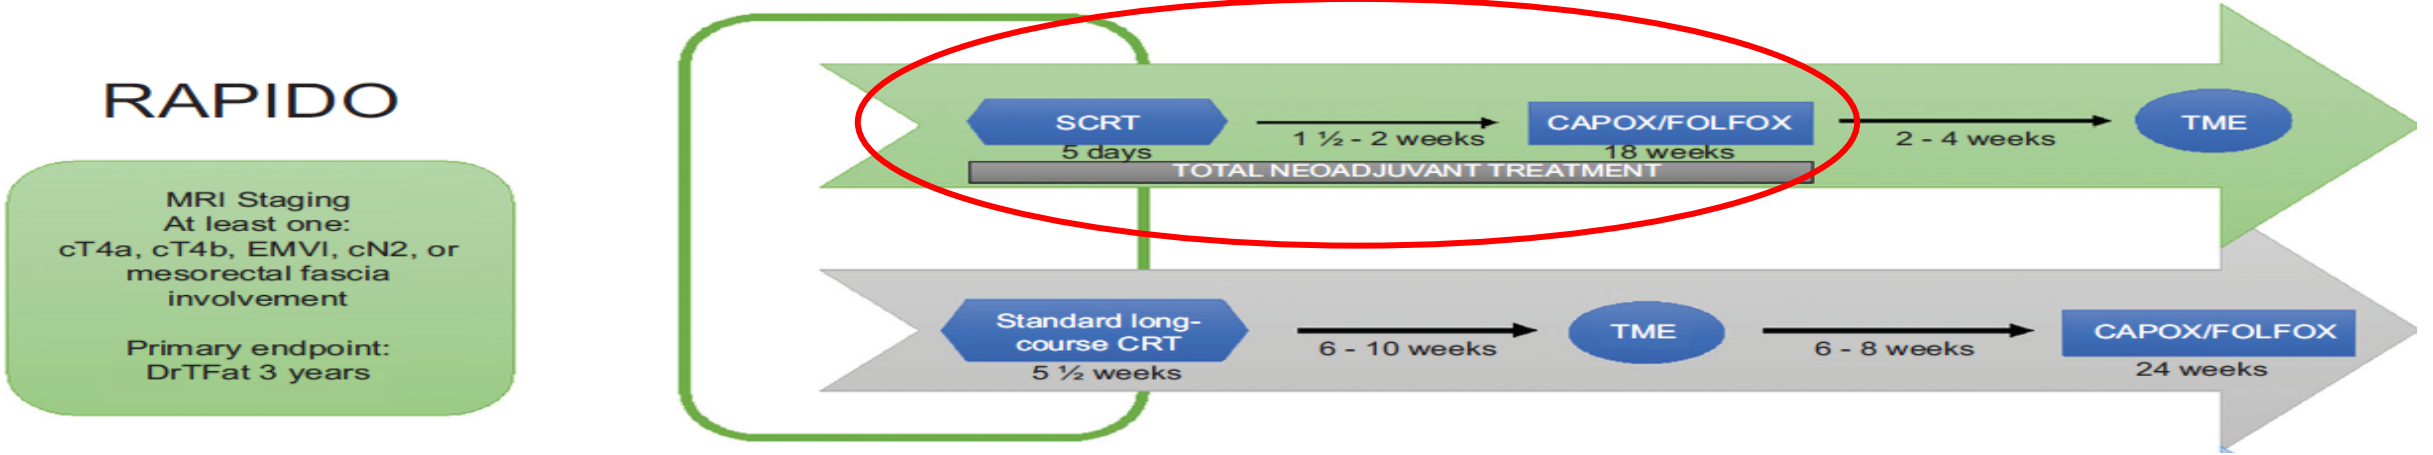 RAPIDO
MRI Staging
At least one:
cT4a, cT4b, EMVI, cN2, or
mesorectal fascia
involvement
Primary endpoint:
DrTFat 3 years
SCRT
5 days
1 ½ - 2 weeks
CAPOX/FOLFOX
18 weeks
TOTAL NEOADJUVANT TREATMENT
2 - 4 weeks
TME
Standard long-
course CRT
5 ½ weeks
6 - 10 weeks
TME
6 - 8 weeks
CAPOX/FOLFOX
24 weeks